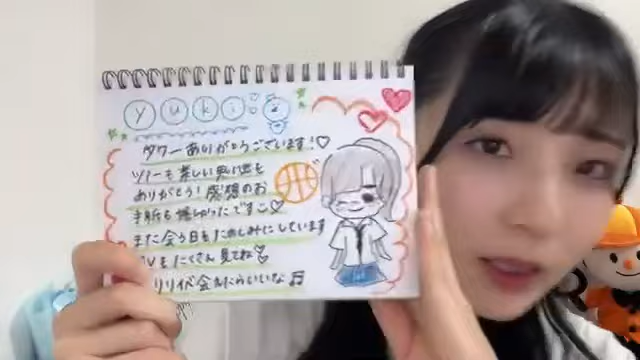 yuki
タワーありがとうございます!♡
ツアーも楽しい思い出を
ありがとう! 感想のお
手紙も嬉しかったです♡
また会う日をたのしみにしています
Vをたくさん見てね♡
リリイベ会えたらいいな♬